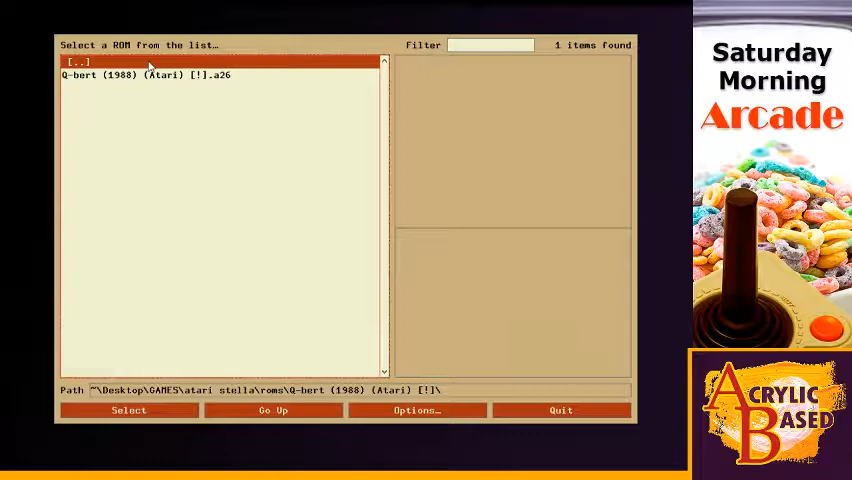 Select a ROM from the list…
Filter
1 items found
[..]
Q-bert (1988) (Atari) [!].a26
Path ~\Desktop\GAMES\atari stella\roms\Q-bert (1988) (Atari) [!]\
Select
Go Up
Options…
Quit
Saturday
Morning
Arcade
ACRYLIC
BASED